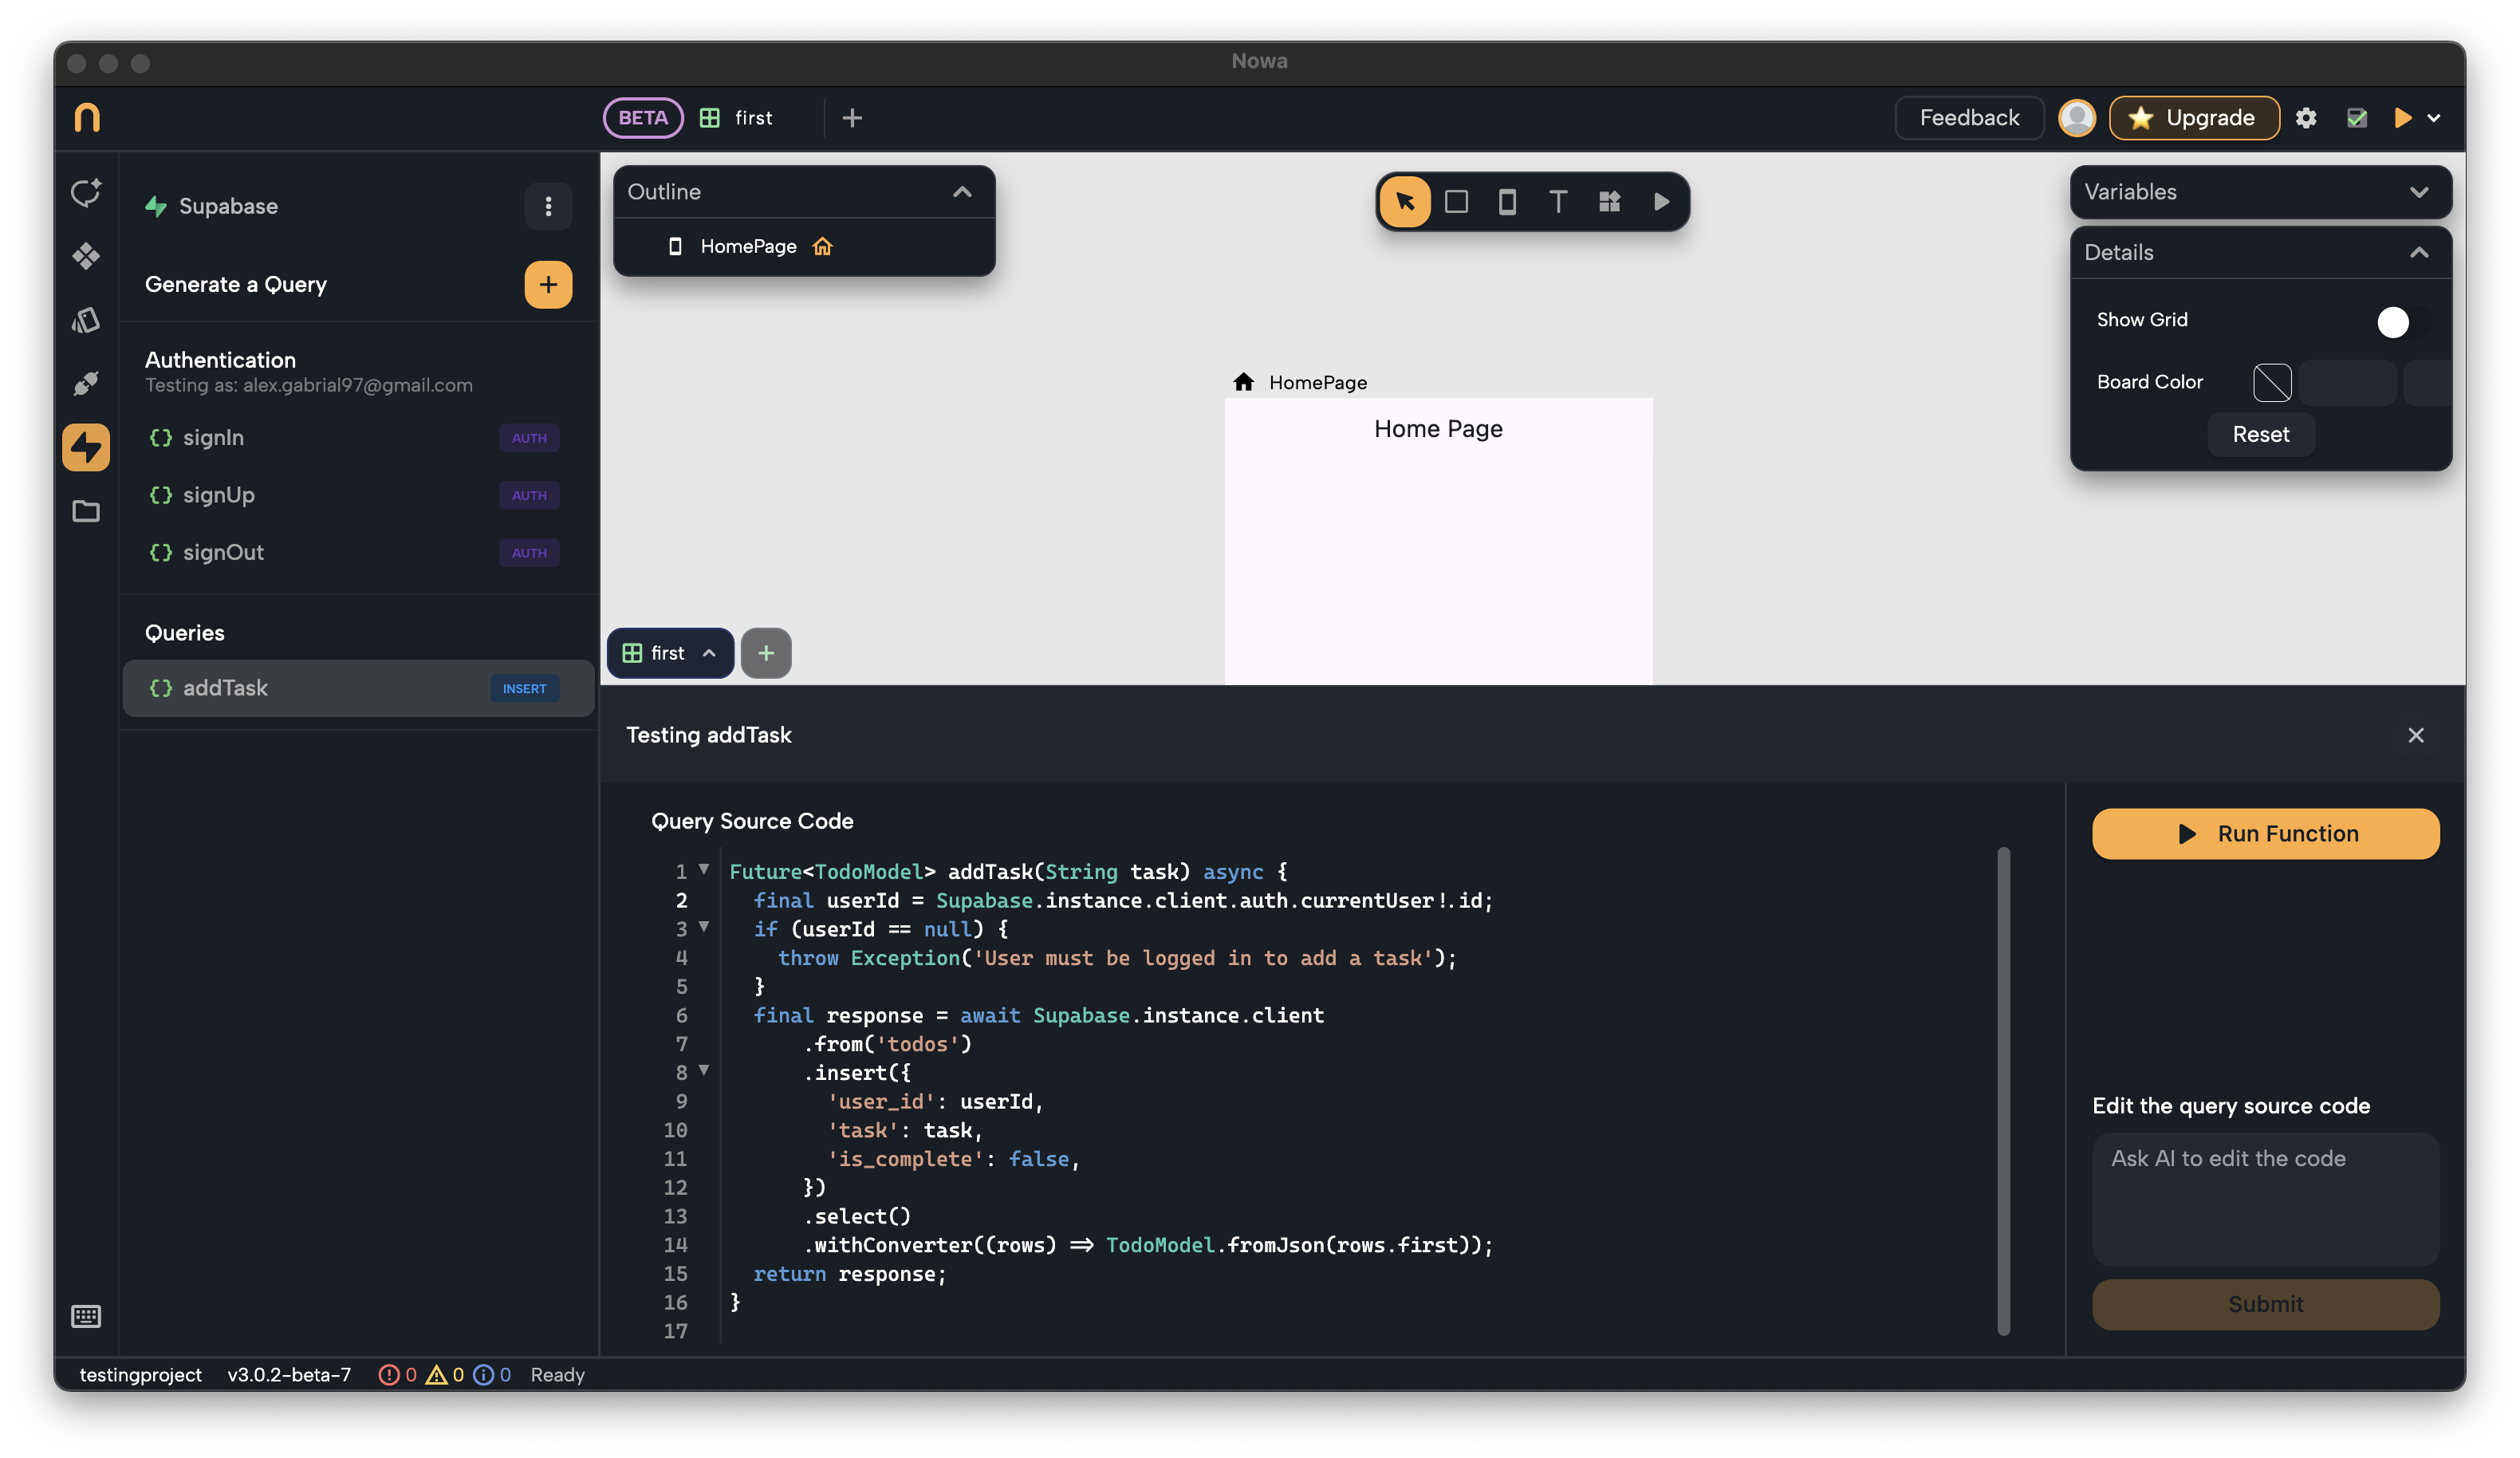 Nowa
BETA
first
Feedback
Upgrade
Supabase
Generate a Query
Authentication
Testing as: alex.gabrial97@gmail.com
signIn
AUTH
signUp
AUTH
signOut
AUTH
Queries
addTask
INSERT
Outline
HomePage
HomePage
Home Page
Variables
Details
Show Grid
Board Color
Reset
first
Testing addTask
Query Source Code
1 Future<TodoModel> addTask(String task) async {
2 final userId = Supabase.instance.client.auth.currentUser!.id;
3 if (userId == null) {
4 throw Exception('User must be logged in to add a task');
5 }
6 final response = await Supabase.instance.client
7 .from('todos')
8 .insert({
9 'user_id': userId,
10 'task': task,
11 'is_complete': false,
12 })
13 .select()
14 .withConverter((rows) => TodoModel.fromJson(rows.first));
15 return response;
16 }
17
Run Function
Edit the query source code
Ask AI to edit the code
Submit
testingproject v3.0.2-beta-7 0 0 0 Ready